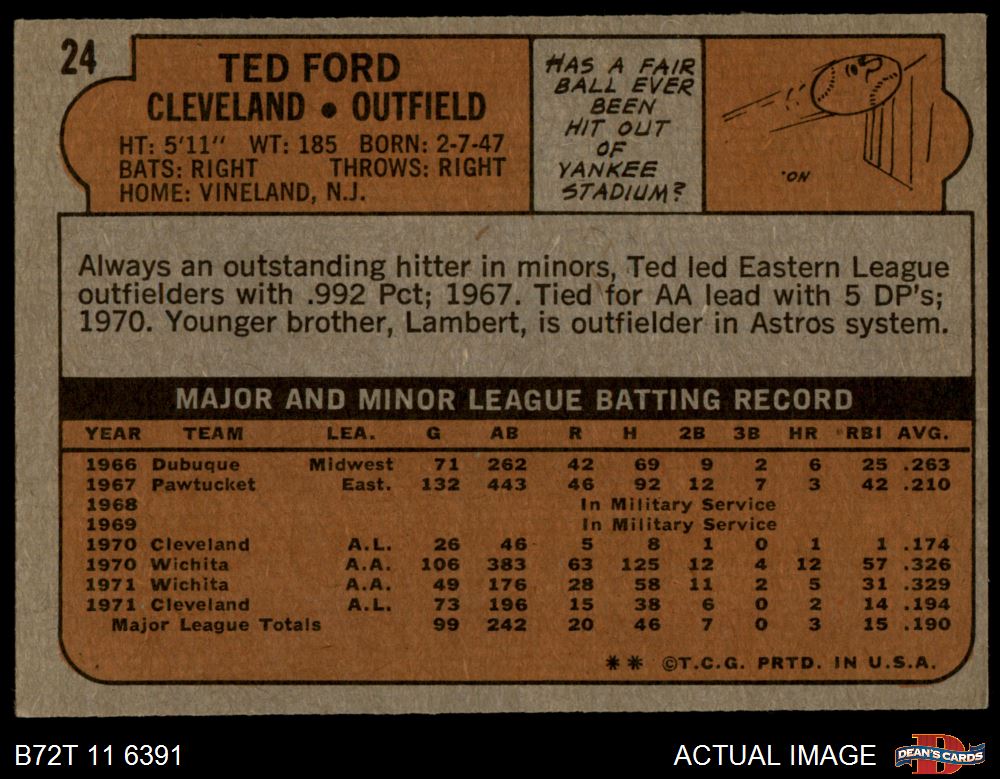 24
TED FORD
CLEVELAND • OUTFIELD
HT: 5'11" WT: 185 BORN: 2-7-47
BATS: RIGHT THROWS: RIGHT
HOME: VINELAND, N.J.
HAS A FAIR
BALL EVER
BEEN
HIT OUT
OF
YANKEE
STADIUM?
'ON
Always an outstanding hitter in minors, Ted led Eastern League
outfielders with .992 Pct; 1967. Tied for AA lead with 5 DP's;
1970. Younger brother, Lambert, is outfielder in Astros system.
MAJOR AND MINOR LEAGUE BATTING RECORD
YEAR TEAM LEA. G AB R H 2B 3B HR RBI AVG.
1966 Dubuque Midwest 71 262 42 69 9 2 6 25 .263
1967 Pawtucket East. 132 443 46 92 12 7 3 42 .210
1968 In Military Service
1969 In Military Service
1970 Cleveland A.L. 26 46 5 8 1 0 1 1 .174
1970 Wichita A.A. 106 383 63 125 12 4 12 57 .326
1971 Wichita A.A. 49 176 28 58 11 2 5 31 .329
1971 Cleveland A.L. 73 196 15 38 6 0 2 14 .194
Major League Totals 99 242 20 46 7 0 3 15 .190
** ©T.C.G. PRTD. IN U.S.A.
B72T 11 6391
ACTUAL IMAGE
DEAN'S CARDS